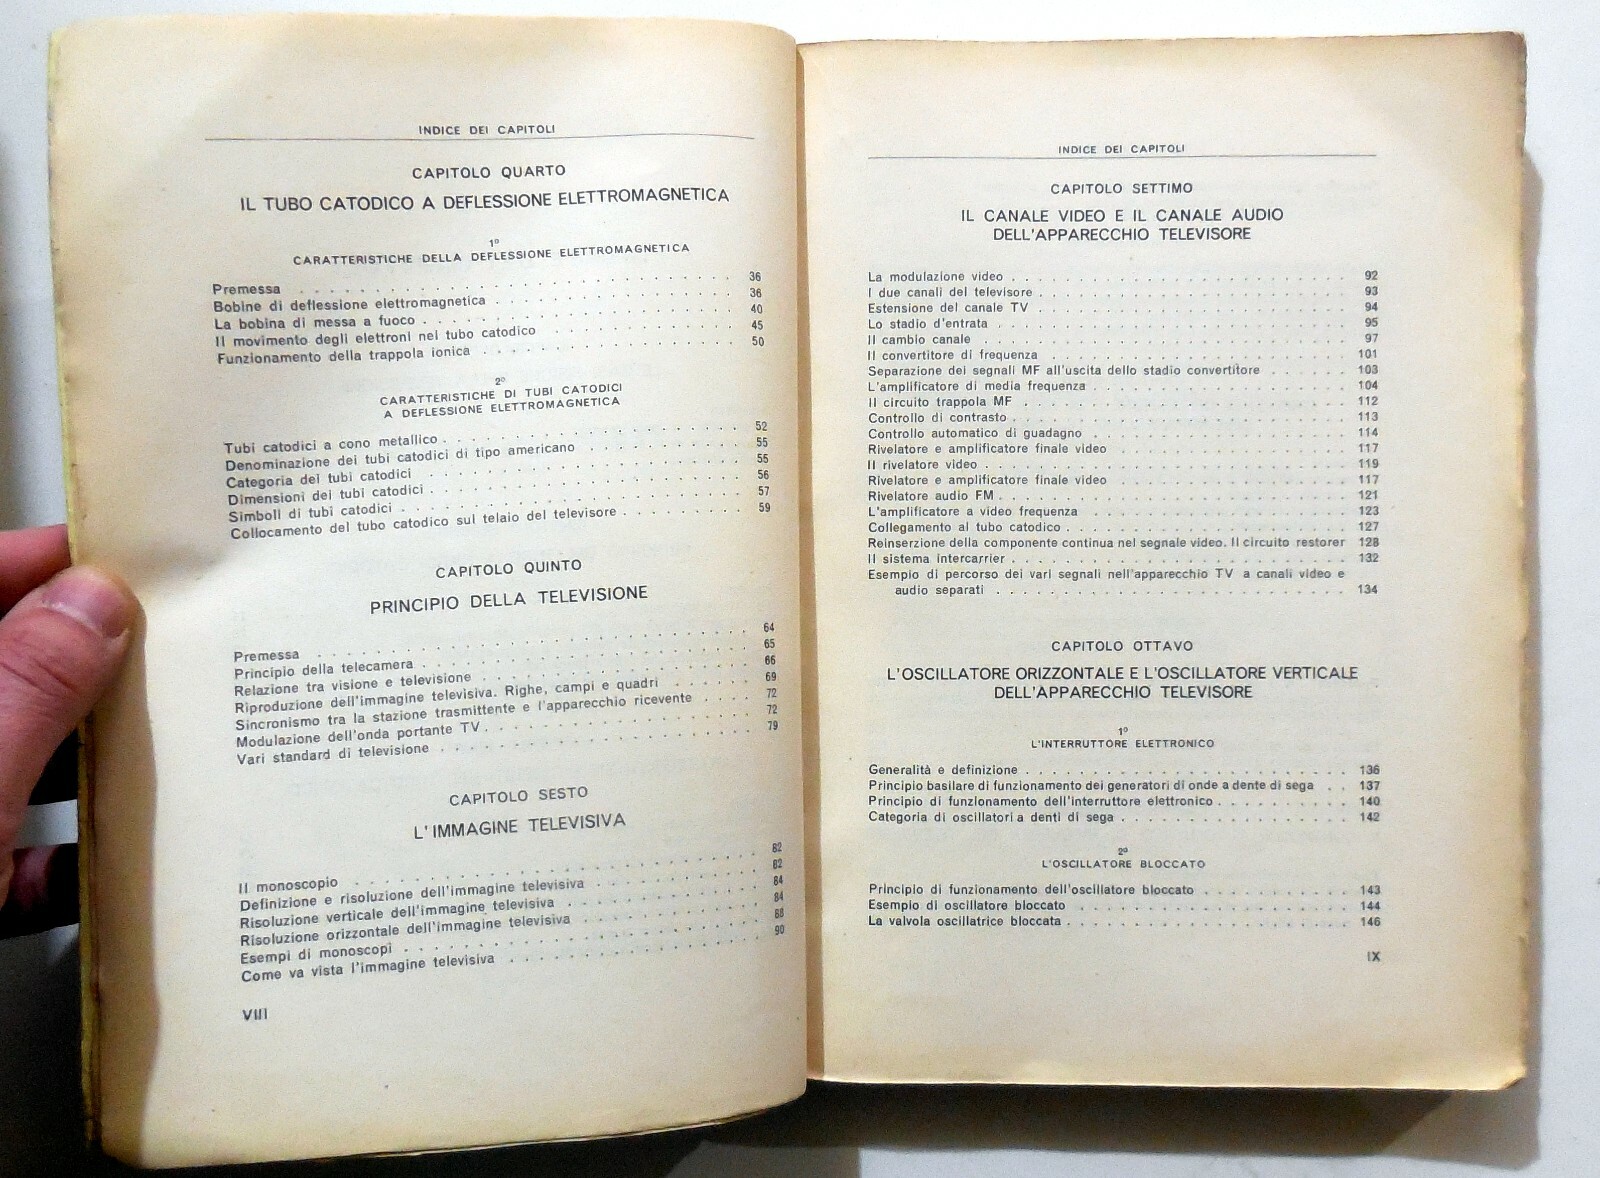 INDICE DEI CAPITOLI
CAPITOLO QUARTO
IL TUBO CATODICO A DEFLESSIONE ELETTROMAGNETICA
1º
CARATTERISTICHE DELLA DEFLESSIONE ELETTROMAGNETICA
Premessa . . . 36
Bobine di deflessione elettromagnetica . . . 36
La bobina di messa a fuoco . . . 40
Il movimento degli elettroni nel tubo catodico . . . 45
Funzionamento della trappola ionica . . . 50
2º
CARATTERISTICHE DI TUBI CATODICI
A DEFLESSIONE ELETTROMAGNETICA
Tubi catodici a cono metallico . . . 52
Denominazione dei tubi catodici di tipo americano . . . 55
Categoria dei tubi catodici . . . 55
Dimensioni dei tubi catodici . . . 56
Simboli di tubi catodici . . . 57
Collocamento del tubo catodico sul telaio del televisore . . . 59
CAPITOLO QUINTO
PRINCIPIO DELLA TELEVISIONE
Premessa . . . 64
Principio della telecamera . . . 65
Relazione tra visione e televisione . . . 66
Riproduzione dell'immagine televisiva. Righe, campi e quadri . . . 69
Sincronismo tra la stazione trasmittente e l'apparecchio ricevente . . . 72
Modulazione dell'onda portante TV . . . 72
Vari standard di televisione . . . 79
CAPITOLO SESTO
L'IMMAGINE TELEVISIVA
Il monoscopio . . . 82
Definizione e risoluzione dell'immagine televisiva . . . 82
Risoluzione verticale dell'immagine televisiva . . . 84
Risoluzione orizzontale dell'immagine televisiva . . . 84
Esempi di monoscopi . . . 88
Come va vista l'immagine televisiva . . . 90
VIII
INDICE DEI CAPITOLI
CAPITOLO SETTIMO
IL CANALE VIDEO E IL CANALE AUDIO
DELL'APPARECCHIO TELEVISORE
La modulazione video . . . 92
I due canali del televisore . . . 93
Estensione del canale TV . . . 94
Lo stadio d'entrata . . . 95
Il cambio canale . . . 97
Il convertitore di frequenza . . . 101
Separazione dei segnali MF all'uscita dello stadio convertitore . . . 103
L'amplificatore di media frequenza . . . 104
Il circuito trappola MF . . . 112
Controllo di contrasto . . . 113
Controllo automatico di guadagno . . . 114
Rivelatore e amplificatore finale video . . . 117
Il rivelatore video . . . 119
Rivelatore e amplificatore finale video . . . 117
Rivelatore audio FM . . . 121
L'amplificatore a video frequenza . . . 123
Collegamento al tubo catodico . . . 127
Reinserzione della componente continua nel segnale video. Il circuito restorer 128
Il sistema intercarrier . . . 132
Esempio di percorso dei vari segnali nell'apparecchio TV a canali video e
audio separati . . . 134
CAPITOLO OTTAVO
L'OSCILLATORE ORIZZONTALE E L'OSCILLATORE VERTICALE
DELL'APPARECCHIO TELEVISORE
1º
L'INTERRUTTORE ELETTRONICO
Generalità e definizione . . . 136
Principio basilare di funzionamento dei generatori di onde a dente di sega . . 137
Principio di funzionamento dell'interruttore elettronico . . . 140
Categoria di oscillatori a denti di sega . . . 142
2º
L'OSCILLATORE BLOCCATO
Principio di funzionamento dell'oscillatore bloccato . . . 143
Esempio di oscillatore bloccato . . . 144
La valvola oscillatrice bloccata . . . 146
IX